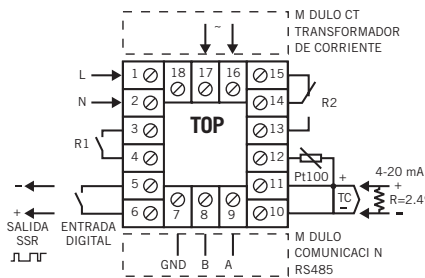 M DULO CT
TRANSFORMADOR
DE CORRIENTE
~
L
N
1
2
3
4
5
6
18
17
16
15
14
13
12
11
10
7
8
9
TOP
R1
R2
Pt100
+
TC
-
4-20 mA
+
R=2.4
-
-
+
SALIDA
SSR
ENTRADA
DIGITAL
GND B A
M DULO
COMUNICACI N
RS485